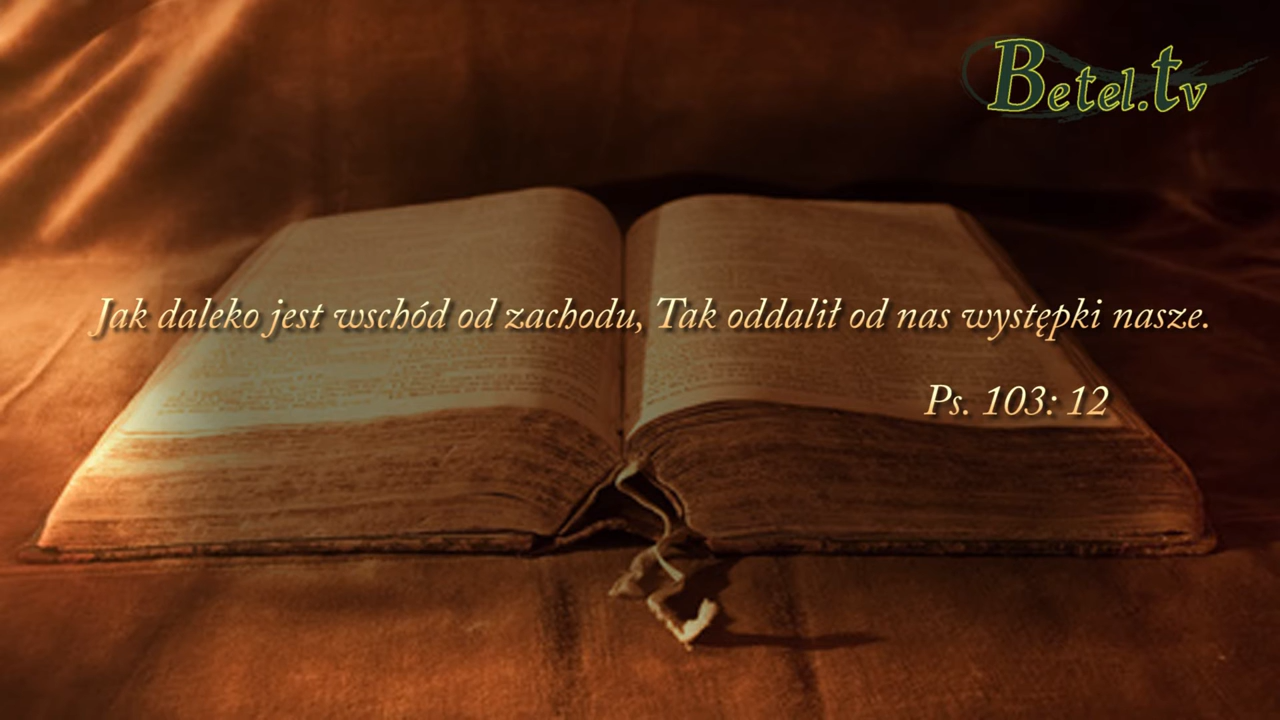 Betel.tv
Jak daleko jest wschód od zachodu, Tak oddalił od nas występki nasze.
Ps. 103: 12